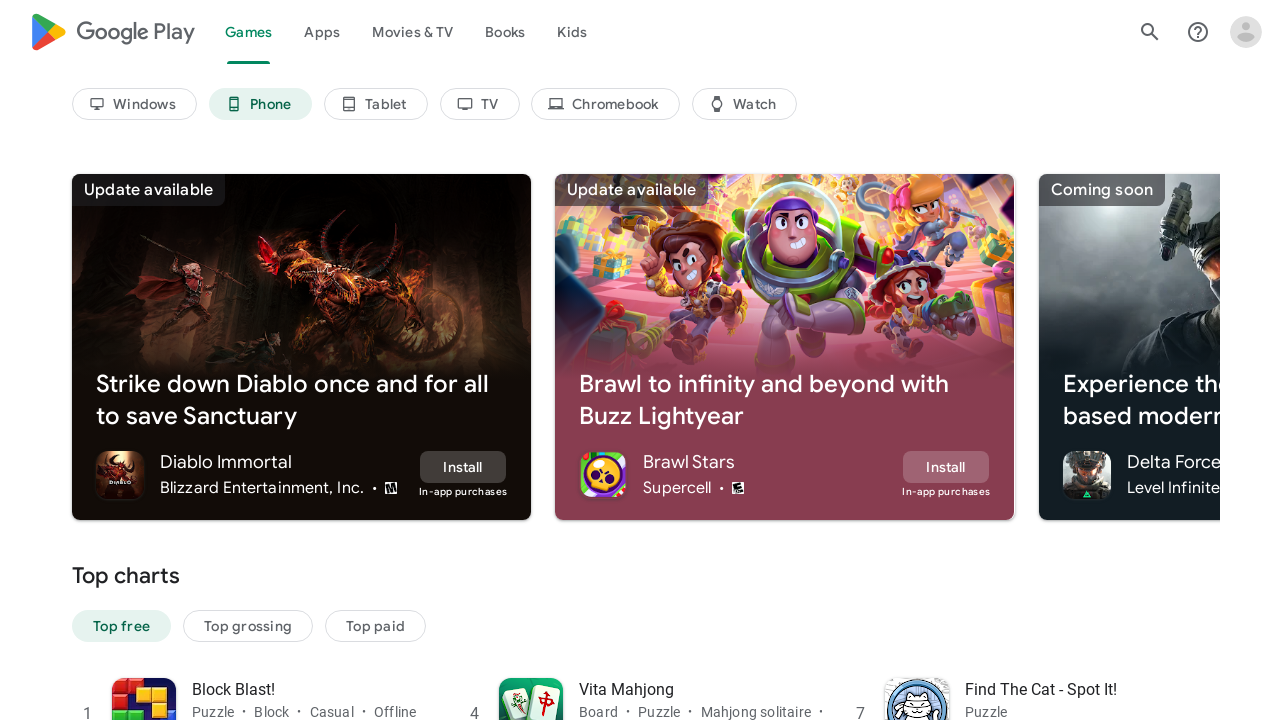 Google Play
Games
Apps
Movies & TV
Books
Kids
Windows
Phone
Tablet
TV
Chromebook
Watch
Update available
Strike down Diablo once and for all
to save Sanctuary
DIABLO
Diablo Immortal
Blizzard Entertainment, Inc. •
Install
In-app purchases
Update available
Brawl to infinity and beyond with
Buzz Lightyear
Brawl Stars
Supercell •
Install
In-app purchases
Coming soon
Experience the
based modern
Delta Force
Level Infinite
Top charts
Top free
Top grossing
Top paid
1
Block Blast!
Puzzle • Block • Casual • Offline
4
Vita Mahjong
Board • Puzzle • Mahjong solitaire •
7
Find The Cat - Spot It!
Puzzle